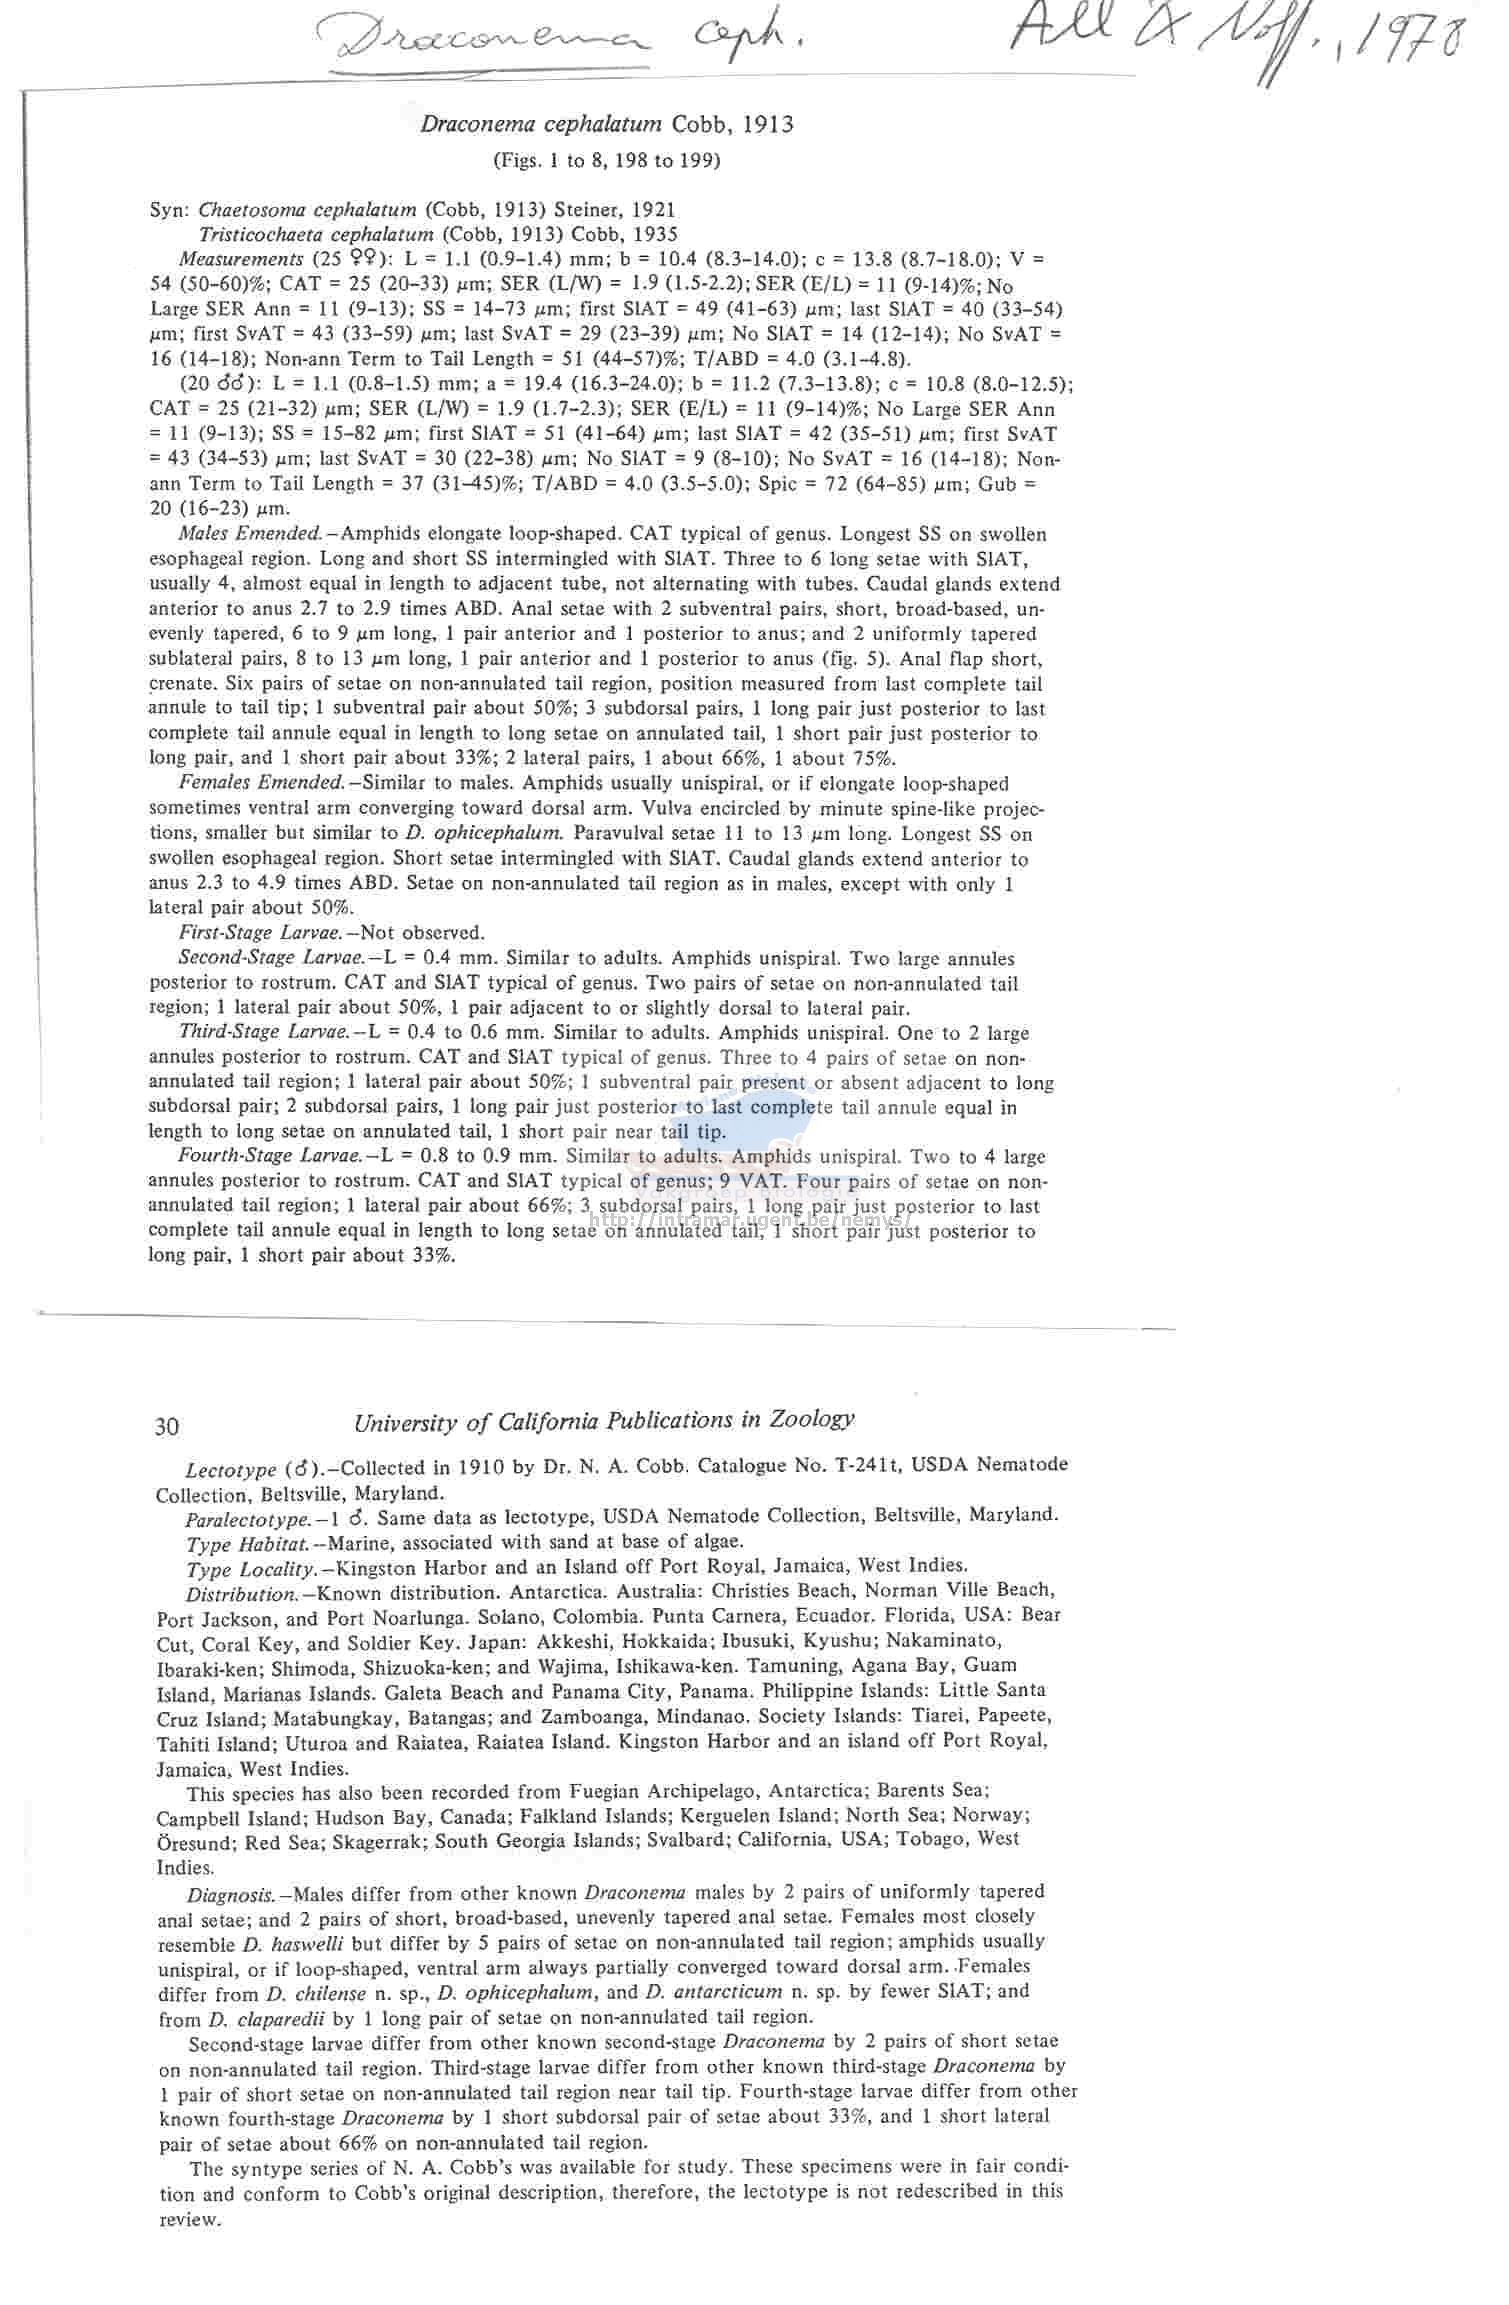 Draconema ceph. All & Noff., 1978
Draconema cephalatum Cobb, 1913
(Figs. 1 to 8, 198 to 199)
Syn: Chaetosoma cephalatum (Cobb, 1913) Steiner, 1921
Tristicochaeta cephalatum (Cobb, 1913) Cobb, 1935
Measurements (25 ♀♀): L = 1.1 (0.9–1.4) mm; b = 10.4 (8.3–14.0); c = 13.8 (8.7–18.0); V =
54 (50–60)%; CAT = 25 (20–33) μm; SER (L/W) = 1.9 (1.5-2.2); SER (E/L) = 11 (9-14)%; No
Large SER Ann = 11 (9–13); SS = 14–73 μm; first SlAT = 49 (41–63) μm; last SlAT = 40 (33–54)
μm; first SvAT = 43 (33–59) μm; last SvAT = 29 (23–39) μm; No SlAT = 14 (12–14); No SvAT =
16 (14–18); Non-ann Term to Tail Length = 51 (44–57)%; T/ABD = 4.0 (3.1–4.8).
(20 ♂♂): L = 1.1 (0.8–1.5) mm; a = 19.4 (16.3–24.0); b = 11.2 (7.3–13.8); c = 10.8 (8.0–12.5);
CAT = 25 (21–32) μm; SER (L/W) = 1.9 (1.7–2.3); SER (E/L) = 11 (9–14)%; No Large SER Ann
= 11 (9–13); SS = 15–82 μm; first SlAT = 51 (41–64) μm; last SlAT = 42 (35–51) μm; first SvAT
= 43 (34–53) μm; last SvAT = 30 (22–38) μm; No SlAT = 9 (8–10); No SvAT = 16 (14–18); Non-
ann Term to Tail Length = 37 (31–45)%; T/ABD = 4.0 (3.5–5.0); Spic = 72 (64–85) μm; Gub =
20 (16–23) μm.
Males Emended.–Amphids elongate loop-shaped. CAT typical of genus. Longest SS on swollen
esophageal region. Long and short SS intermingled with SlAT. Three to 6 long setae with SlAT,
usually 4, almost equal in length to adjacent tube, not alternating with tubes. Caudal glands extend
anterior to anus 2.7 to 2.9 times ABD. Anal setae with 2 subventral pairs, short, broad-based, un-
evenly tapered, 6 to 9 μm long, 1 pair anterior and 1 posterior to anus; and 2 uniformly tapered
sublateral pairs, 8 to 13 μm long, 1 pair anterior and 1 posterior to anus (fig. 5). Anal flap short,
crenate. Six pairs of setae on non-annulated tail region, position measured from last complete tail
annule to tail tip; 1 subventral pair about 50%; 3 subdorsal pairs, 1 long pair just posterior to last
complete tail annule equal in length to long setae on annulated tail, 1 short pair just posterior to
long pair, and 1 short pair about 33%; 2 lateral pairs, 1 about 66%, 1 about 75%.
Females Emended.–Similar to males. Amphids usually unispiral, or if elongate loop-shaped
sometimes ventral arm converging toward dorsal arm. Vulva encircled by minute spine-like projec-
tions, smaller but similar to D. ophicephalum. Paravulval setae 11 to 13 μm long. Longest SS on
swollen esophageal region. Short setae intermingled with SlAT. Caudal glands extend anterior to
anus 2.3 to 4.9 times ABD. Setae on non-annulated tail region as in males, except with only 1
lateral pair about 50%.
First-Stage Larvae.–Not observed.
Second-Stage Larvae.–L = 0.4 mm. Similar to adults. Amphids unispiral. Two large annules
posterior to rostrum. CAT and SlAT typical of genus. Two pairs of setae on non-annulated tail
region; 1 lateral pair about 50%, 1 pair adjacent to or slightly dorsal to lateral pair.
Third-Stage Larvae.–L = 0.4 to 0.6 mm. Similar to adults. Amphids unispiral. One to 2 large
annules posterior to rostrum. CAT and SlAT typical of genus. Three to 4 pairs of setae on non-
annulated tail region; 1 lateral pair about 50%; 1 subventral pair present or absent adjacent to long
subdorsal pair; 2 subdorsal pairs, 1 long pair just posterior to last complete tail annule equal in
length to long setae on annulated tail, 1 short pair near tail tip.
Fourth-Stage Larvae.–L = 0.8 to 0.9 mm. Similar to adults. Amphids unispiral. Two to 4 large
annules posterior to rostrum. CAT and SlAT typical of genus; 9 VAT. Four pairs of setae on non-
Vakgroep Biologie
annulated tail region; 1 lateral pair about 66%; 3 subdorsal pairs, 1 long pair just posterior to last
http://intramar.ugent.be/nemys/
complete tail annule equal in length to long setae on annulated tail, 1 short pair just posterior to
long pair, 1 short pair about 33%.
30 University of California Publications in Zoology
Lectotype (♂).–Collected in 1910 by Dr. N. A. Cobb. Catalogue No. T-241t, USDA Nematode
Collection, Beltsville, Maryland.
Paralectotype.–1 ♂. Same data as lectotype, USDA Nematode Collection, Beltsville, Maryland.
Type Habitat.–Marine, associated with sand at base of algae.
Type Locality.–Kingston Harbor and an Island off Port Royal, Jamaica, West Indies.
Distribution.–Known distribution. Antarctica. Australia: Christies Beach, Norman Ville Beach,
Port Jackson, and Port Noarlunga. Solano, Colombia. Punta Carnera, Ecuador. Florida, USA: Bear
Cut, Coral Key, and Soldier Key. Japan: Akkeshi, Hokkaida; Ibusuki, Kyushu; Nakaminato,
Ibaraki-ken; Shimoda, Shizuoka-ken; and Wajima, Ishikawa-ken. Tamuning, Agana Bay, Guam
Island, Marianas Islands. Galeta Beach and Panama City, Panama. Philippine Islands: Little Santa
Cruz Island; Matabungkay, Batangas; and Zamboanga, Mindanao. Society Islands: Tiarei, Papeete,
Tahiti Island; Uturoa and Raiatea, Raiatea Island. Kingston Harbor and an island off Port Royal,
Jamaica, West Indies.
This species has also been recorded from Fuegian Archipelago, Antarctica; Barents Sea;
Campbell Island; Hudson Bay, Canada; Falkland Islands; Kerguelen Island; North Sea; Norway;
Öresund; Red Sea; Skagerrak; South Georgia Islands; Svalbard; California, USA; Tobago, West
Indies.
Diagnosis.–Males differ from other known Draconema males by 2 pairs of uniformly tapered
anal setae; and 2 pairs of short, broad-based, unevenly tapered anal setae. Females most closely
resemble D. haswelli but differ by 5 pairs of setae on non-annulated tail region; amphids usually
unispiral, or if loop-shaped, ventral arm always partially converged toward dorsal arm. Females
differ from D. chilense n. sp., D. ophicephalum, and D. antarcticum n. sp. by fewer SlAT; and
from D. claparedii by 1 long pair of setae on non-annulated tail region.
Second-stage larvae differ from other known second-stage Draconema by 2 pairs of short setae
on non-annulated tail region. Third-stage larvae differ from other known third-stage Draconema by
1 pair of short setae on non-annulated tail region near tail tip. Fourth-stage larvae differ from other
known fourth-stage Draconema by 1 short subdorsal pair of setae about 33%, and 1 short lateral
pair of setae about 66% on non-annulated tail region.
The syntype series of N. A. Cobb's was available for study. These specimens were in fair condi-
tion and conform to Cobb's original description, therefore, the lectotype is not redescribed in this
review.